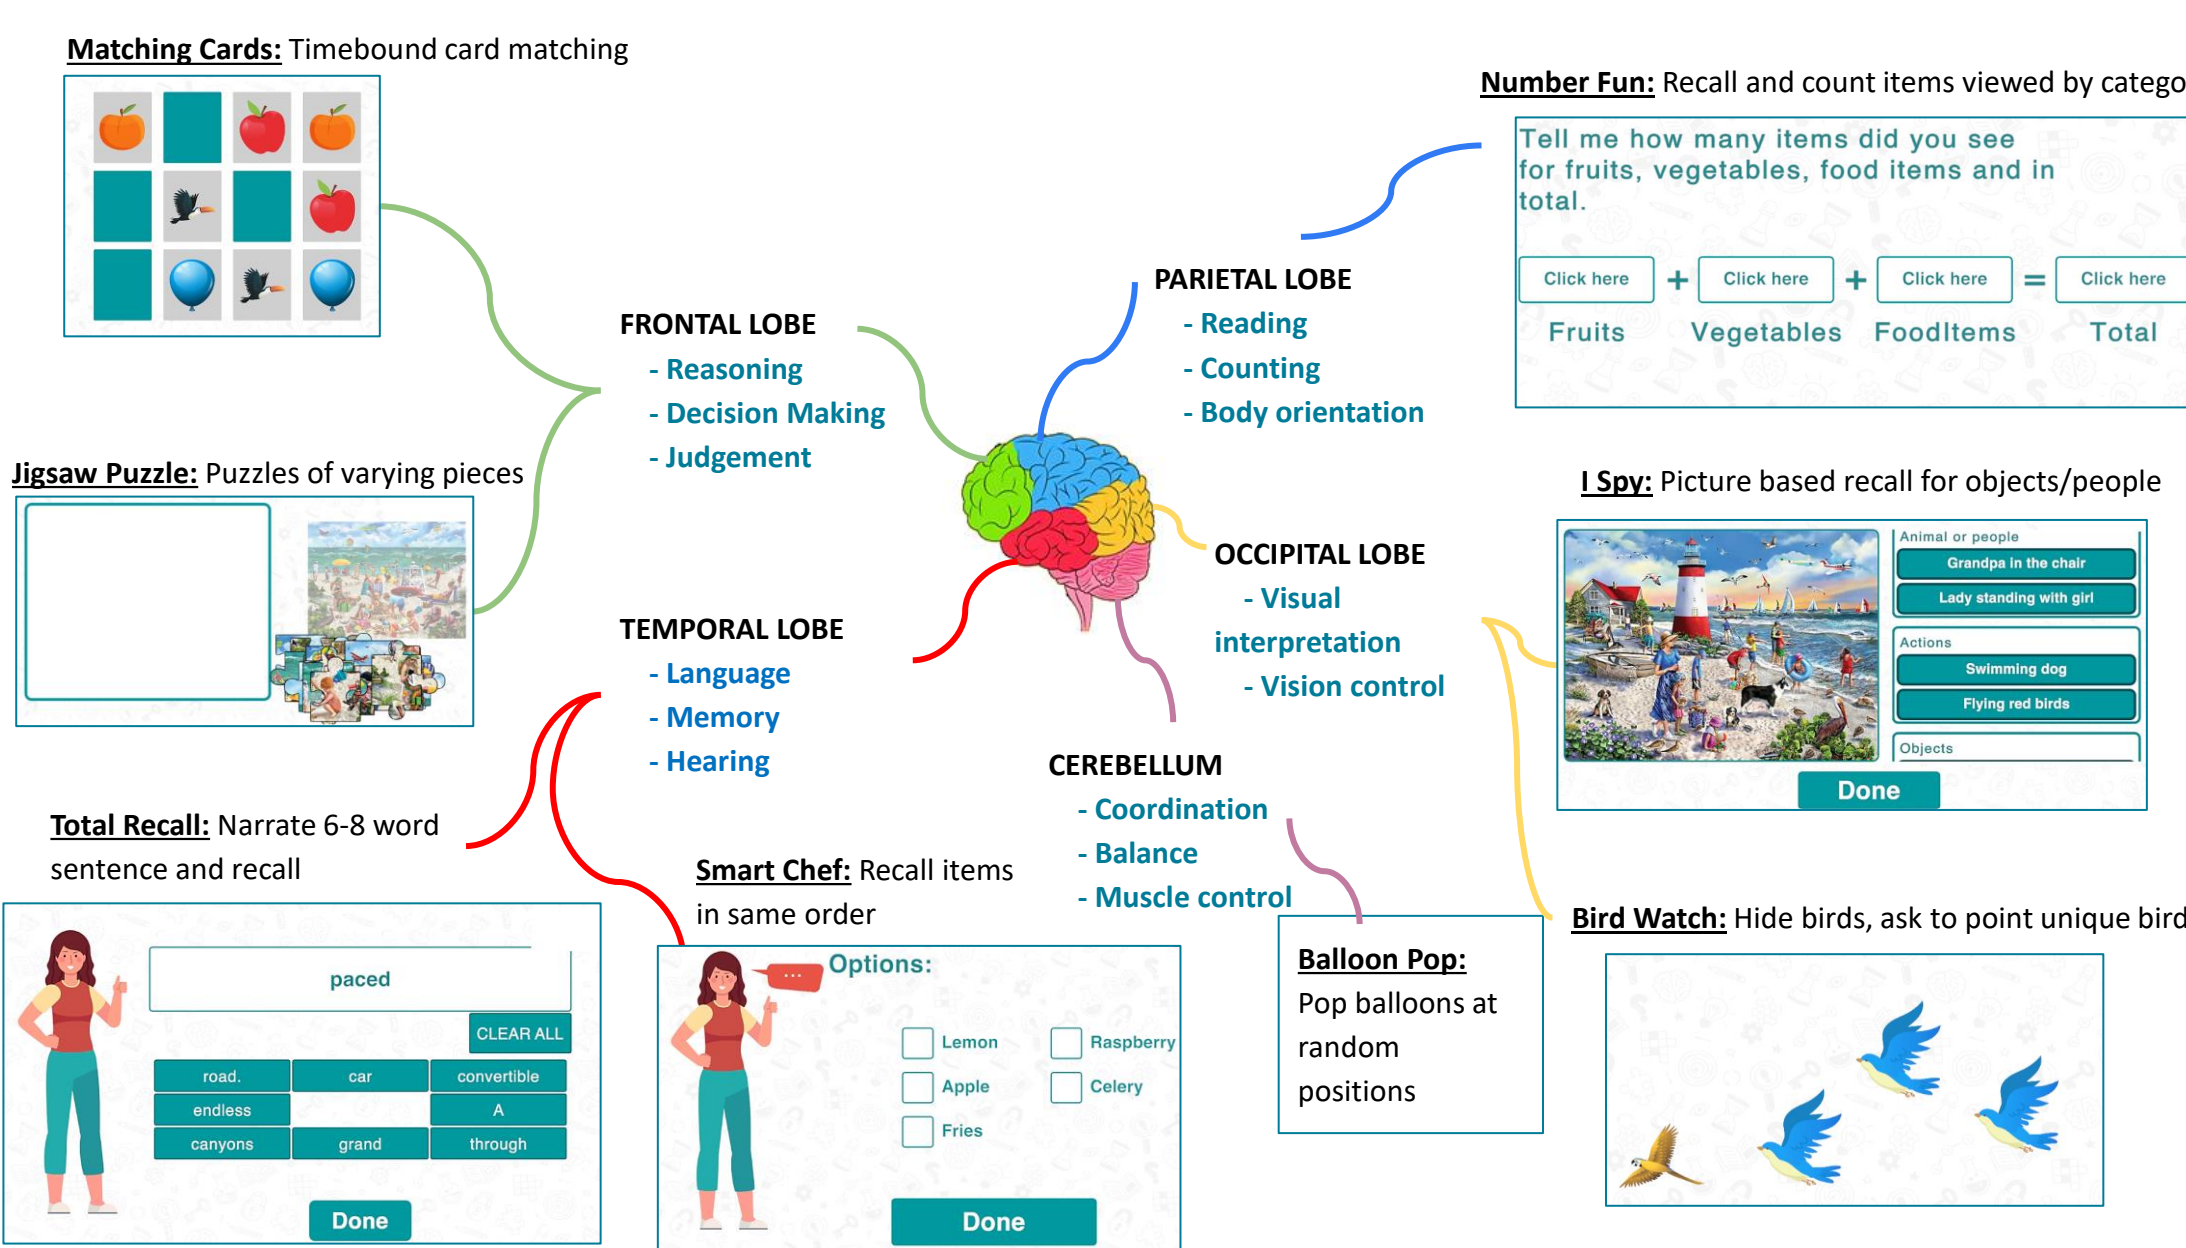 Matching Cards: Timebound card matching
Number Fun: Recall and count items viewed by catego
Tell me how many items did you see
for fruits, vegetables, food items and in
total.
Click here + Click here + Click here = Click here
Fruits Vegetables FoodItems Total
PARIETAL LOBE
- Reading
- Counting
- Body orientation
FRONTAL LOBE
- Reasoning
- Decision Making
- Judgement
Jigsaw Puzzle: Puzzles of varying pieces
I Spy: Picture based recall for objects/people
Animal or people
Grandpa in the chair
Lady standing with girl
Actions
Swimming dog
Flying red birds
Objects
Done
OCCIPITAL LOBE
- Visual
interpretation
- Vision control
TEMPORAL LOBE
- Language
- Memory
- Hearing
CEREBELLUM
- Coordination
- Balance
- Muscle control
Total Recall: Narrate 6-8 word
sentence and recall
paced
CLEAR ALL
road. car convertible
endless A
canyons grand through
Done
Smart Chef: Recall items
in same order
...
Options:
Lemon Raspberry
Apple Celery
Fries
Done
Balloon Pop:
Pop balloons at
random
positions
Bird Watch: Hide birds, ask to point unique bird